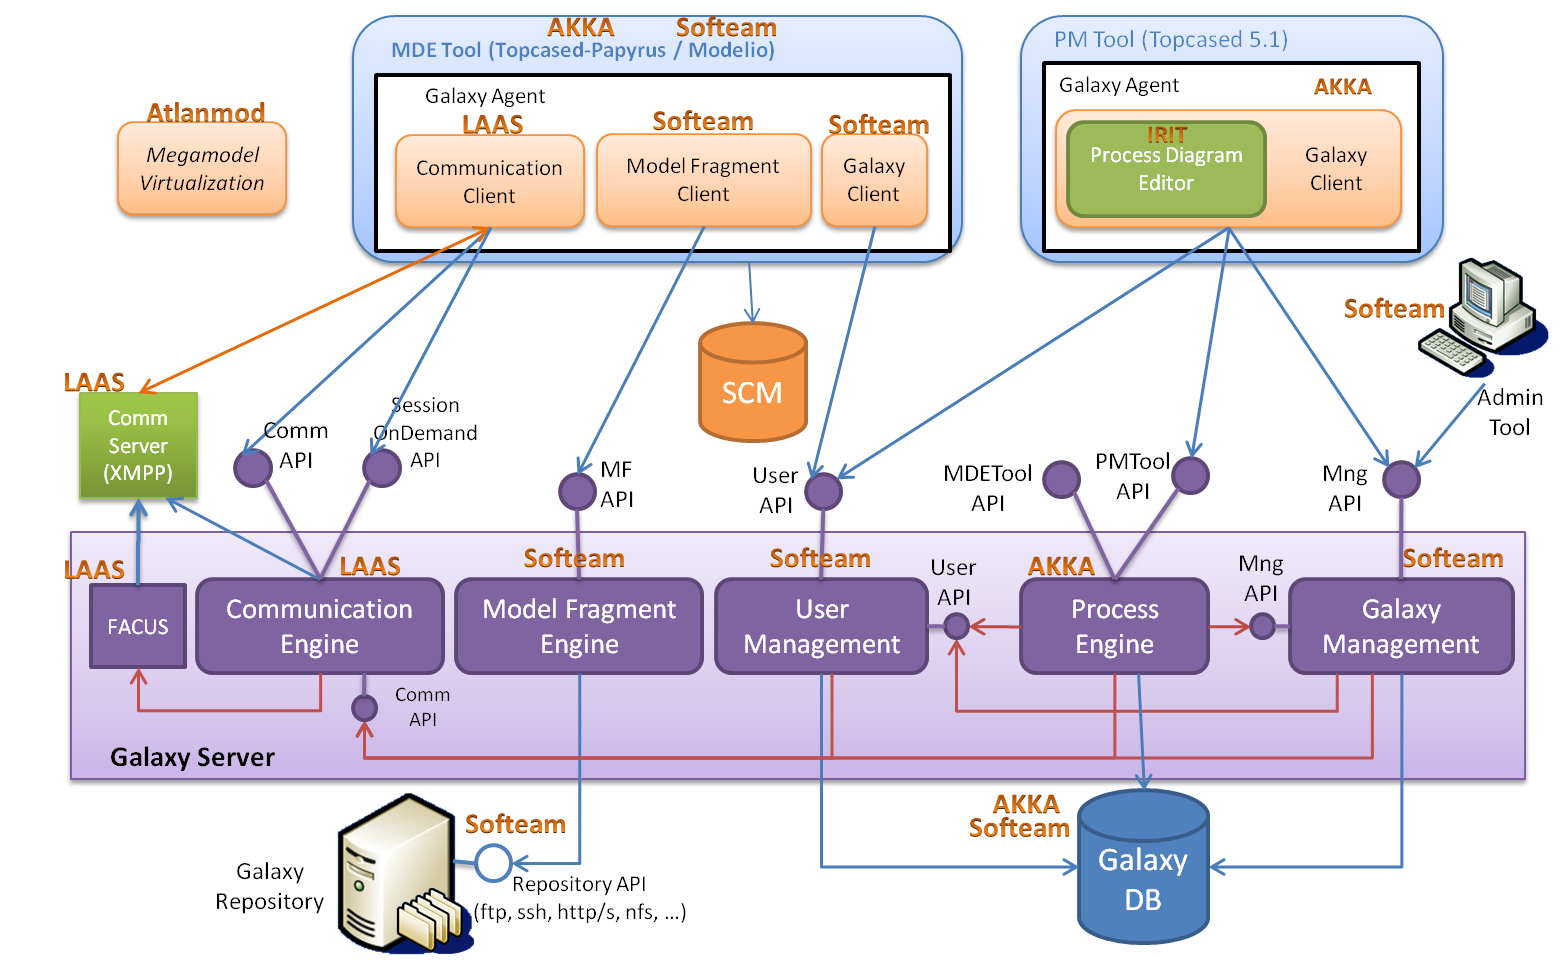 AKKA
Softeam
MDE Tool (Topcased-Papyrus / Modelio)
PM Tool (Topcased 5.1)
Galaxy Agent
LAAS
Softeam
Softeam
Galaxy Agent
AKKA
Atlanmod
Megamodel
Virtualization
Communication
Client
Model Fragment
Client
Galaxy
Client
IRIT
Process Diagram
Editor
Galaxy
Client
Softeam
SCM
LAAS
Comm
Server
(XMPP)
Comm
API
Session
OnDemand
API
MF
API
User
API
MDETool
API
PMTool
API
Mng
API
Admin
Tool
LAAS
LAAS
Softeam
Softeam
AKKA
Softeam
FACUS
Communication
Engine
Model Fragment
Engine
User
Management
User
API
Process
Engine
Mng
API
Galaxy
Management
Comm
API
Galaxy Server
Galaxy
Repository
Softeam
Repository API
(ftp, ssh, http/s, nfs, ...)
AKKA
Softeam
Galaxy
DB